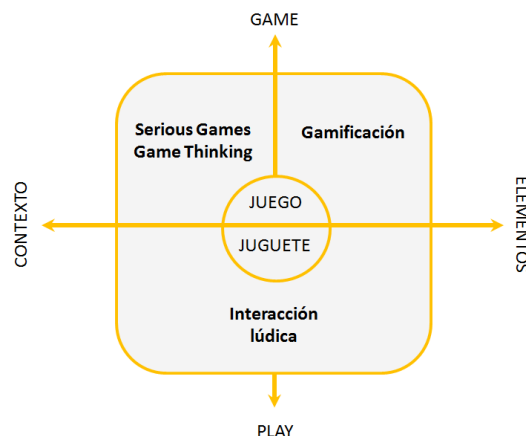 GAME
Serious Games
Game Thinking
Gamificación
JUEGO
CONTEXTO
ELEMENTOS
JUGUETE
Interacción
lúdica
PLAY